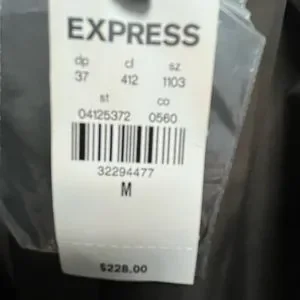 EXPRESS
dp cl sz
37 412 1103
st co
04125372 0560
32294477
M
$228.00